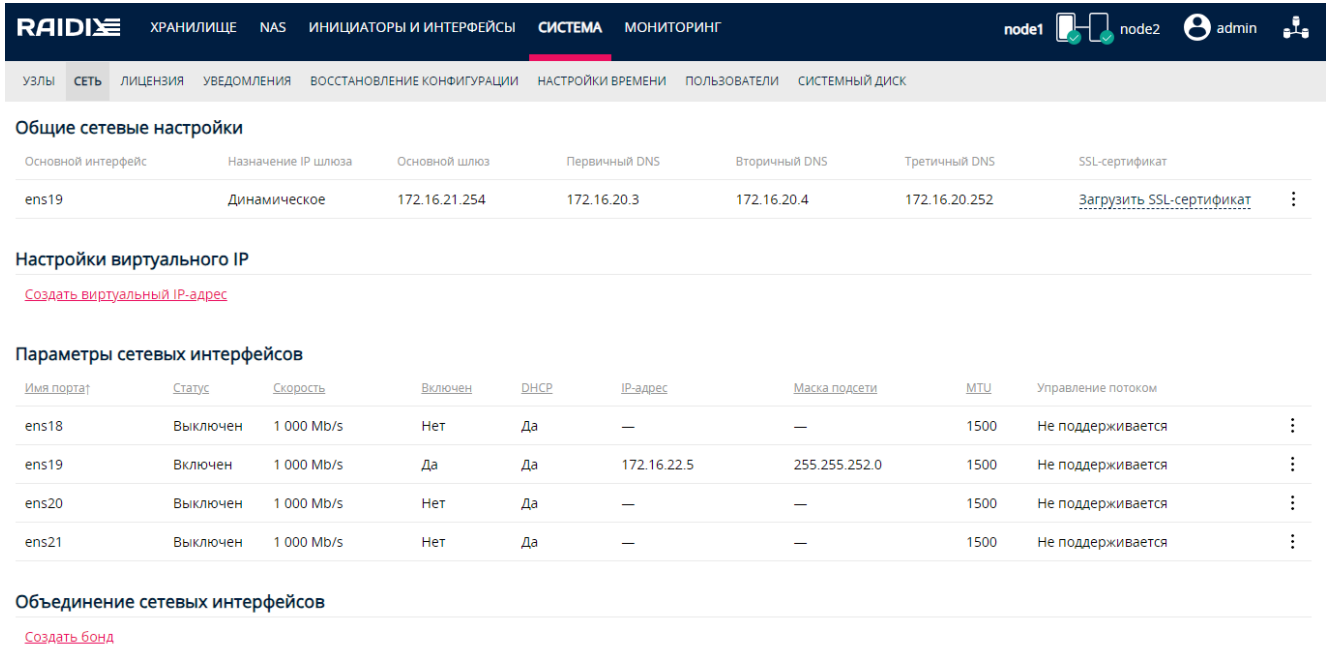 RAIDIX ХРАНИЛИЩЕ NAS ИНИЦИАТОРЫ И ИНТЕРФЕЙСЫ СИСТЕМА МОНИТОРИНГ node1 node2 admin
УЗЛЫ СЕТЬ ЛИЦЕНЗИЯ УВЕДОМЛЕНИЯ ВОССТАНОВЛЕНИЕ КОНФИГУРАЦИИ НАСТРОЙКИ ВРЕМЕНИ ПОЛЬЗОВАТЕЛИ СИСТЕМНЫЙ ДИСК
Общие сетевые настройки
Основной интерфейс Назначение IP шлюза Основной шлюз Первичный DNS Вторичный DNS Третичный DNS SSL-сертификат
ens19 Динамическое 172.16.21.254 172.16.20.3 172.16.20.4 172.16.20.252 Загрузить SSL-сертификат
Настройки виртуального IP
Создать виртуальный IP-адрес
Параметры сетевых интерфейсов
Имя порта↑ Статус Скорость Включен DHCP IP-адрес Маска подсети MTU Управление потоком
ens18 Выключен 1 000 Mb/s Нет Да — — 1500 Не поддерживается
ens19 Включен 1 000 Mb/s Да Да 172.16.22.5 255.255.252.0 1500 Не поддерживается
ens20 Выключен 1 000 Mb/s Нет Да — — 1500 Не поддерживается
ens21 Выключен 1 000 Mb/s Нет Да — — 1500 Не поддерживается
Объединение сетевых интерфейсов
Создать бонд